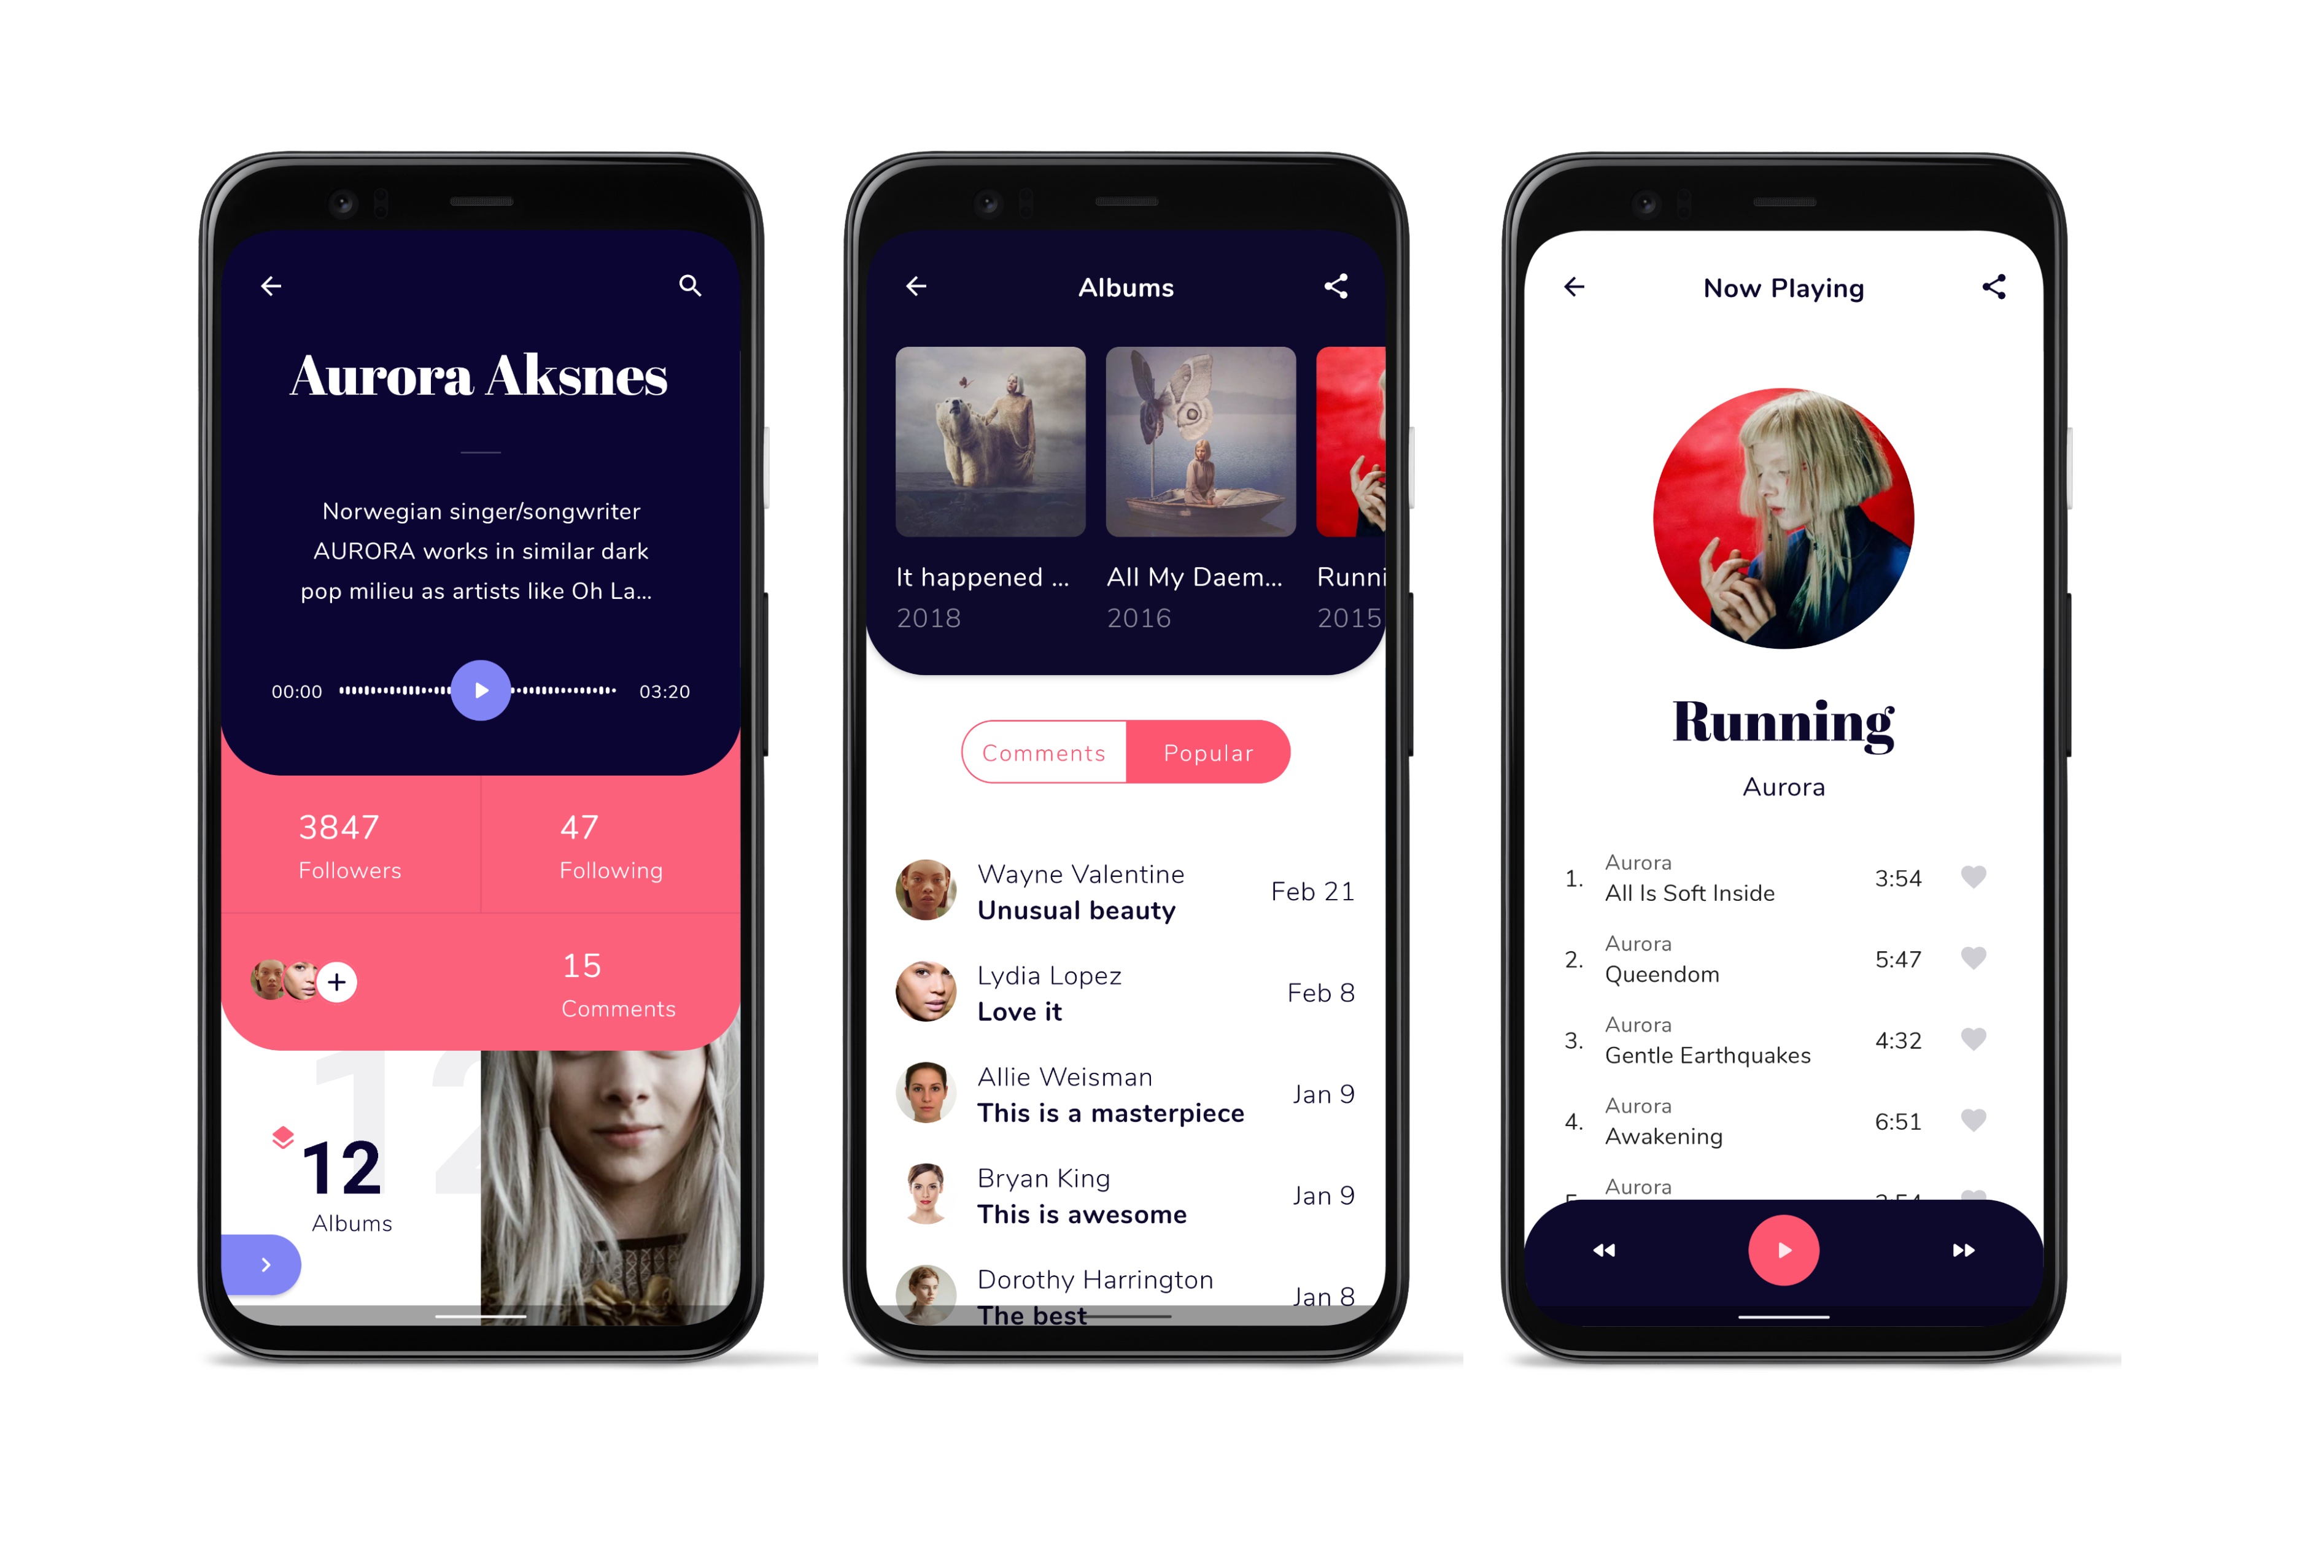 Aurora Aksnes
Norwegian singer/songwriter
AURORA works in similar dark
pop milieu as artists like Oh La...
00:00
03:20
3847
Followers
47
Following
15
Comments
12
12
Albums
Albums
It happened ...
2018
All My Daem...
2016
Runni
2015
Comments
Popular
Wayne Valentine
Unusual beauty
Feb 21
Lydia Lopez
Love it
Feb 8
Allie Weisman
This is a masterpiece
Jan 9
Bryan King
This is awesome
Jan 9
Dorothy Harrington
The best
Jan 8
Now Playing
Running
Aurora
1.
Aurora
All Is Soft Inside
3:54
2.
Aurora
Queendom
5:47
3.
Aurora
Gentle Earthquakes
4:32
4.
Aurora
Awakening
6:51
Aurora